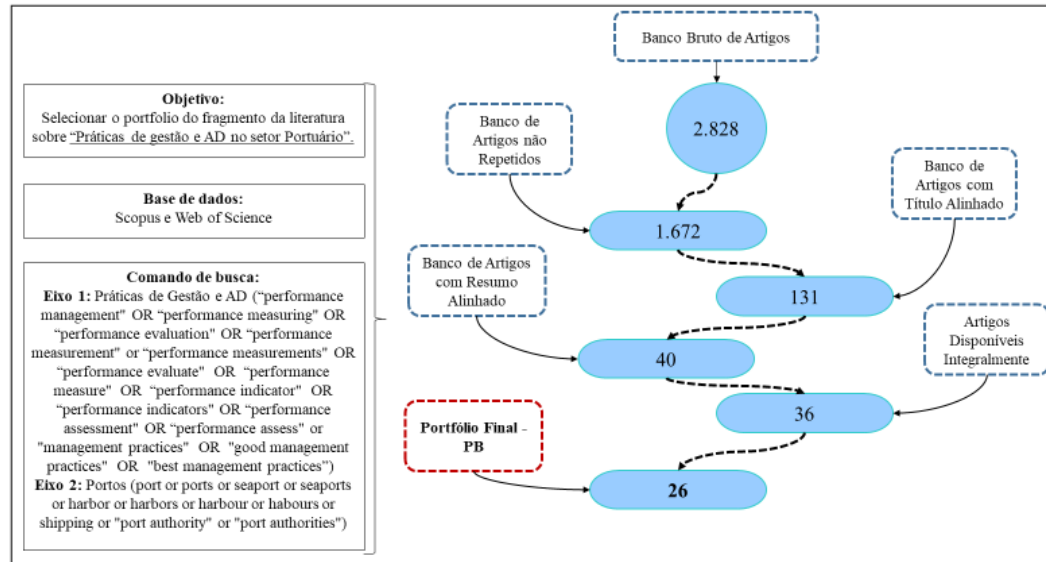 Objetivo:
Selecionar o portfolio do fragmento da literatura
sobre “Práticas de gestão e AD no setor Portuário”.
Base de dados:
Scopus e Web of Science
Comando de busca:
Eixo 1: Práticas de Gestão e AD (“performance
management" OR “performance measuring" OR
“performance evaluation" OR “performance
measurement" or “performance measurements" OR
“performance evaluate" OR “performance
measure" OR “performance indicator" OR
“performance indicators" OR “performance
assessment" OR “performance assess" or
"management practices" OR "good management
practices" OR "best management practices”)
Eixo 2: Portos (port or ports or seaport or seaports
or harbor or harbors or harbour or habours or
shipping or "port authority" or "port authorities")
Banco Bruto de Artigos
2.828
Banco de
Artigos não
Repetidos
1.672
Banco de
Artigos com
Título Alinhado
131
Banco de Artigos
com Resumo
Alinhado
40
Artigos
Disponíveis
Integralmente
36
Portfólio Final -
PB
26